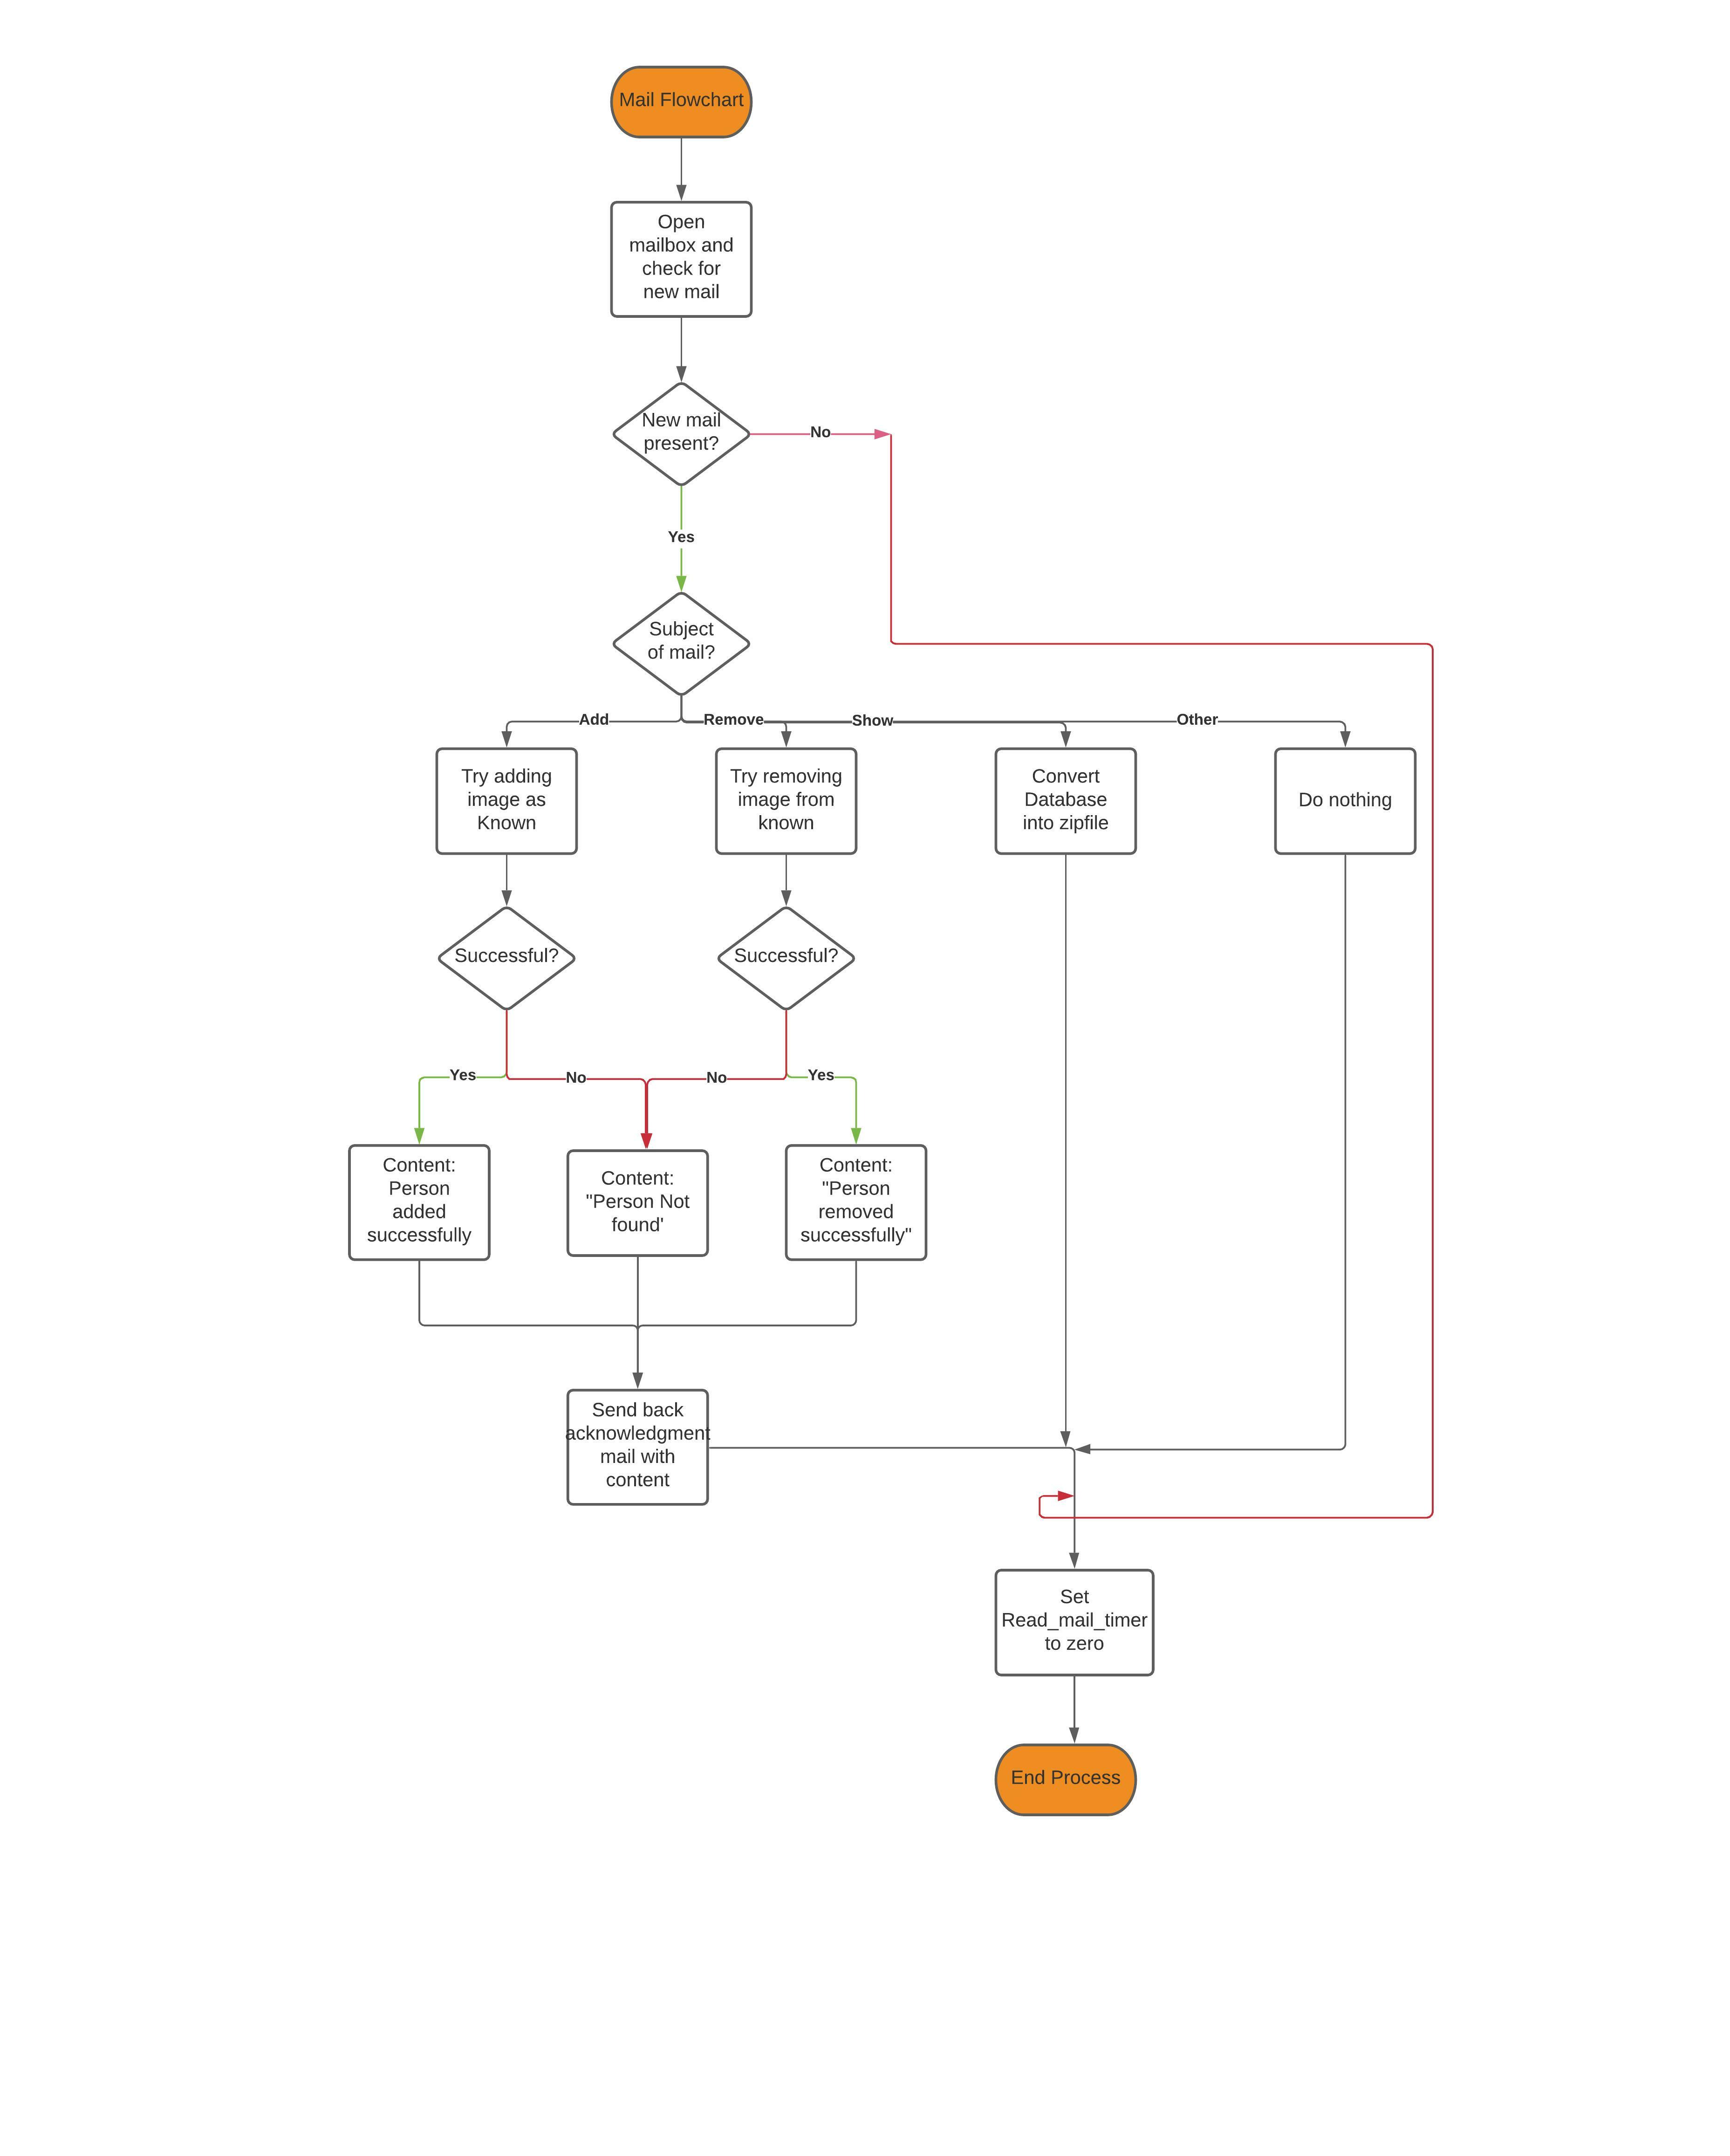 Mail Flowchart
Open
mailbox and
check for
new mail
New mail
present?
No
Yes
Subject
of mail?
Add
Remove
Show
Other
Try adding
image as
Known
Try removing
image from
known
Convert
Database
into zipfile
Do nothing
Successful?
Successful?
Yes
No
No
Yes
Content:
Person
added
successfully
Content:
"Person Not
found'
Content:
"Person
removed
successfully"
Send back
acknowledgment
mail with
content
Set
Read_mail_timer
to zero
End Process